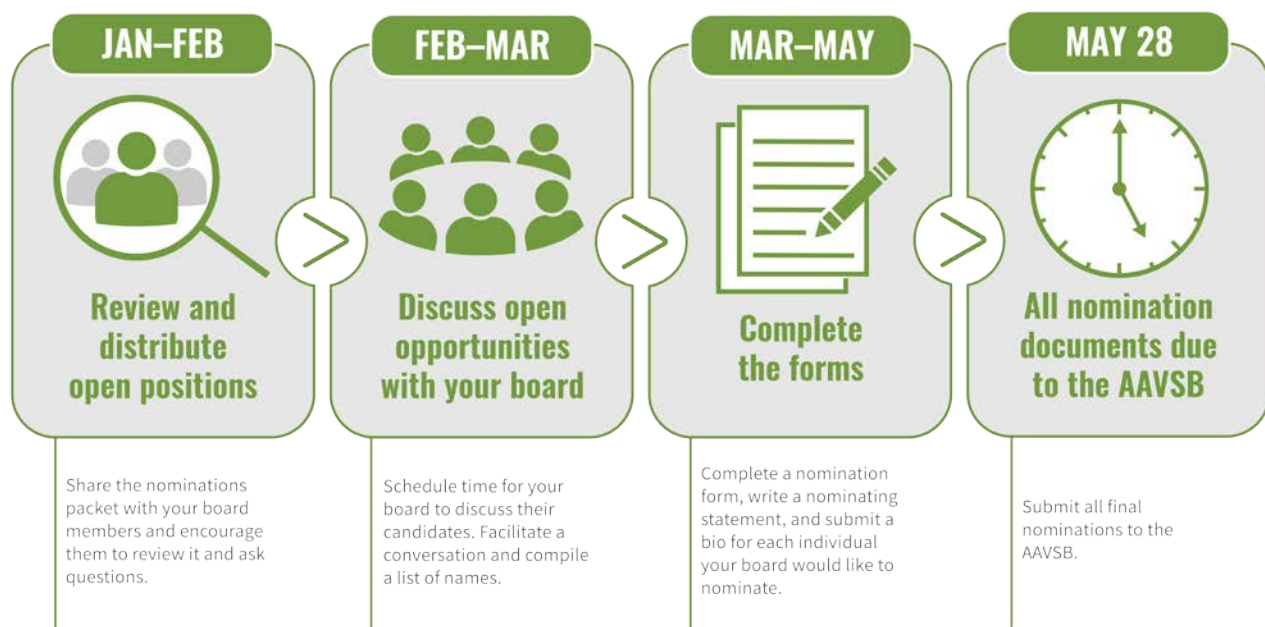 JAN–FEB
Review and
distribute
open positions
Share the nominations
packet with your board
members and encourage
them to review it and ask
questions.
FEB–MAR
Discuss open
opportunities
with your board
Schedule time for your
board to discuss their
candidates. Facilitate a
conversation and compile
a list of names.
MAR–MAY
Complete
the forms
Complete a nomination
form, write a nominating
statement, and submit a
bio for each individual
your board would like to
nominate.
MAY 28
All nomination
documents due
to the AAVSB
Submit all final
nominations to the
AAVSB.